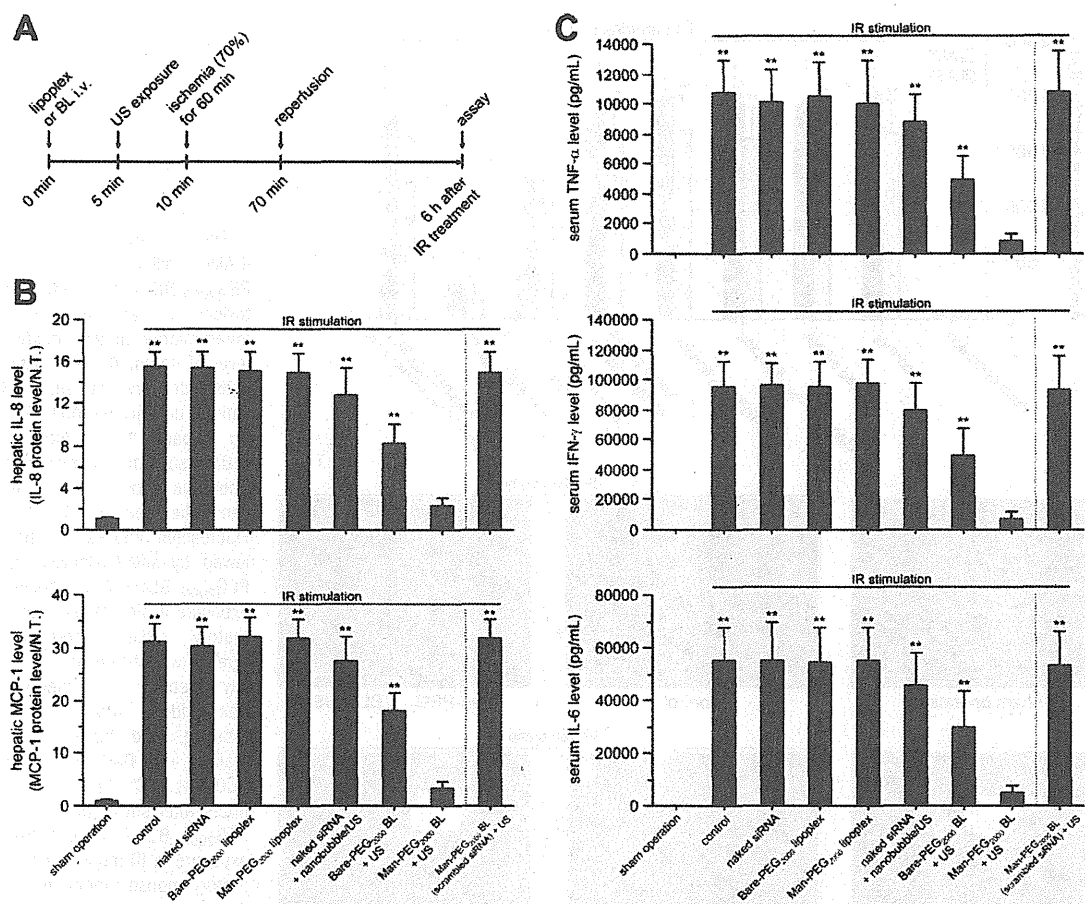 A
lipoplex
or BL i.v.
US exposure
ischemia (70%)
for 60 min
reperfusion
assay
0 min
5 min
10 min
70 min
6 h after
IR treatment
B
IR stimulation
hepatic IL-8 level
(IL-8 protein level/N.T.)
20
16
12
8
4
0
** ** ** ** ** ** **
IR stimulation
hepatic MCP-1 level
(MCP-1 protein level/N.T.)
40
30
20
10
0
** ** ** ** ** ** **
sham operation
control
naked siRNA
Bare-PEG2000 lipoplex
Man-PEG2000 lipoplex
naked siRNA
+ nanobubble/US
Bare-PEG2000 BL
+ US
Man-PEG2000 BL
+ US
Man-PEG2000 BL
(scrambled siRNA) + US
C
IR stimulation
serum TNF-α level (pg/mL)
14000
12000
10000
8000
6000
4000
2000
0
** ** ** ** ** ** **
IR stimulation
serum IFN-γ level (pg/mL)
140000
120000
100000
80000
60000
40000
20000
0
** ** ** ** ** ** **
IR stimulation
serum IL-6 level (pg/mL)
80000
60000
40000
20000
0
** ** ** ** ** ** **
sham operation
control
naked siRNA
Bare-PEG2000 lipoplex
Man-PEG2000 lipoplex
naked siRNA
+ nanobubble/US
Bare-PEG2000 BL
+ US
Man-PEG2000 BL
+ US
Man-PEG2000 BL
(scrambled siRNA) + US